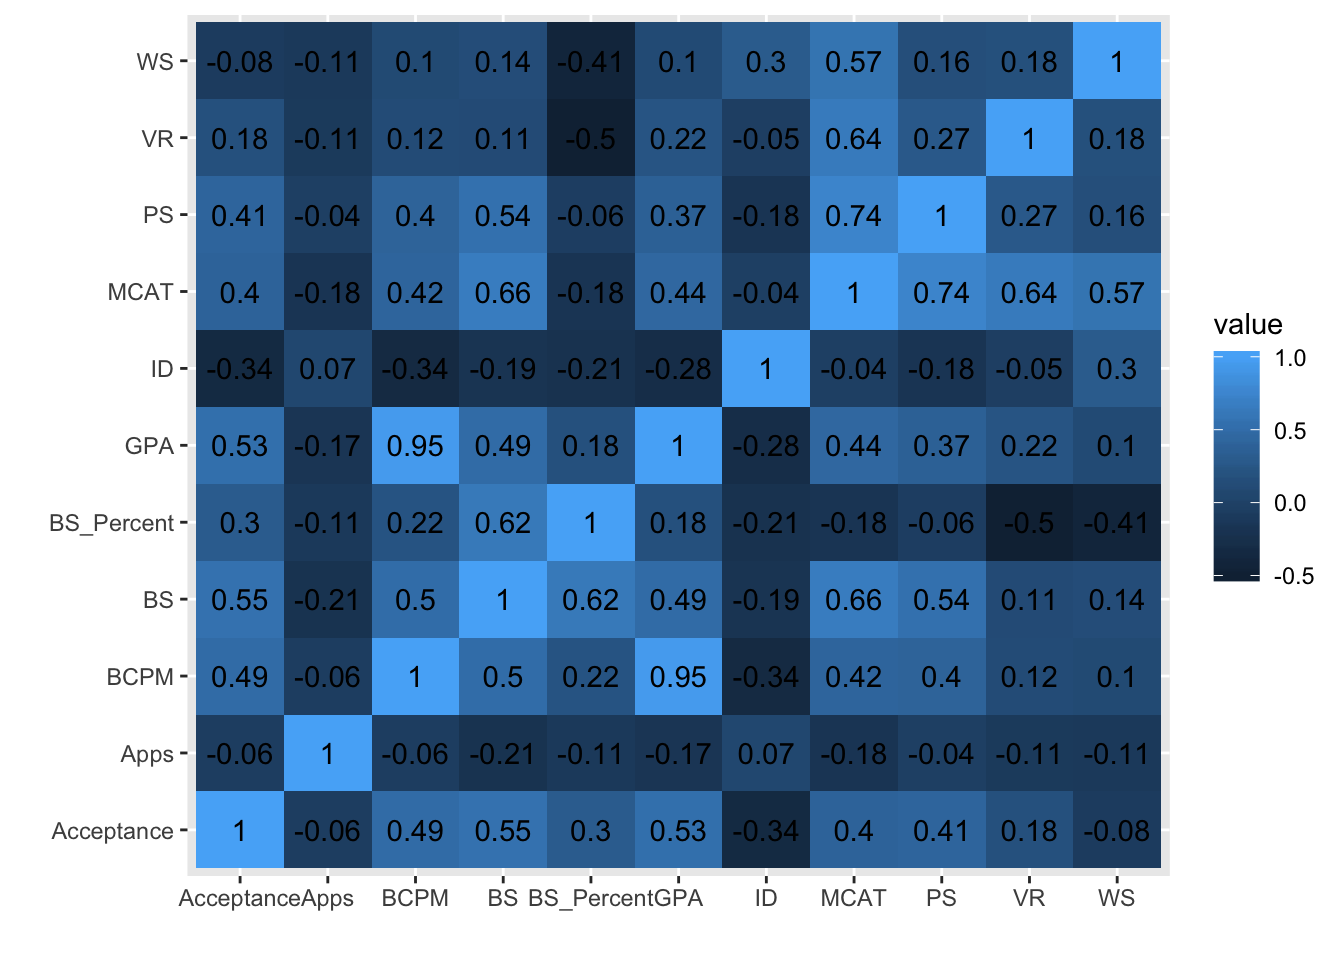 WS -0.08 -0.11 0.1 0.14 -0.41 0.1 0.3 0.57 0.16 0.18 1
VR 0.18 -0.11 0.12 0.11 -0.5 0.22 -0.05 0.64 0.27 1 0.18
PS 0.41 -0.04 0.4 0.54 -0.06 0.37 -0.18 0.74 1 0.27 0.16
MCAT 0.4 -0.18 0.42 0.66 -0.18 0.44 -0.04 1 0.74 0.64 0.57
ID -0.34 0.07 -0.34 -0.19 -0.21 -0.28 1 -0.04 -0.18 -0.05 0.3
GPA 0.53 -0.17 0.95 0.49 0.18 1 -0.28 0.44 0.37 0.22 0.1
BS_Percent 0.3 -0.11 0.22 0.62 1 0.18 -0.21 -0.18 -0.06 -0.5 -0.41
BS 0.55 -0.21 0.5 1 0.62 0.49 -0.19 0.66 0.54 0.11 0.14
BCPM 0.49 -0.06 1 0.5 0.22 0.95 -0.34 0.42 0.4 0.12 0.1
Apps -0.06 1 -0.06 -0.21 -0.11 -0.17 0.07 -0.18 -0.04 -0.11 -0.11
Acceptance 1 -0.06 0.49 0.55 0.3 0.53 -0.34 0.4 0.41 0.18 -0.08
Acceptance Apps BCPM BS BS_Percent GPA ID MCAT PS VR WS
value
1.0
0.5
0.0
-0.5